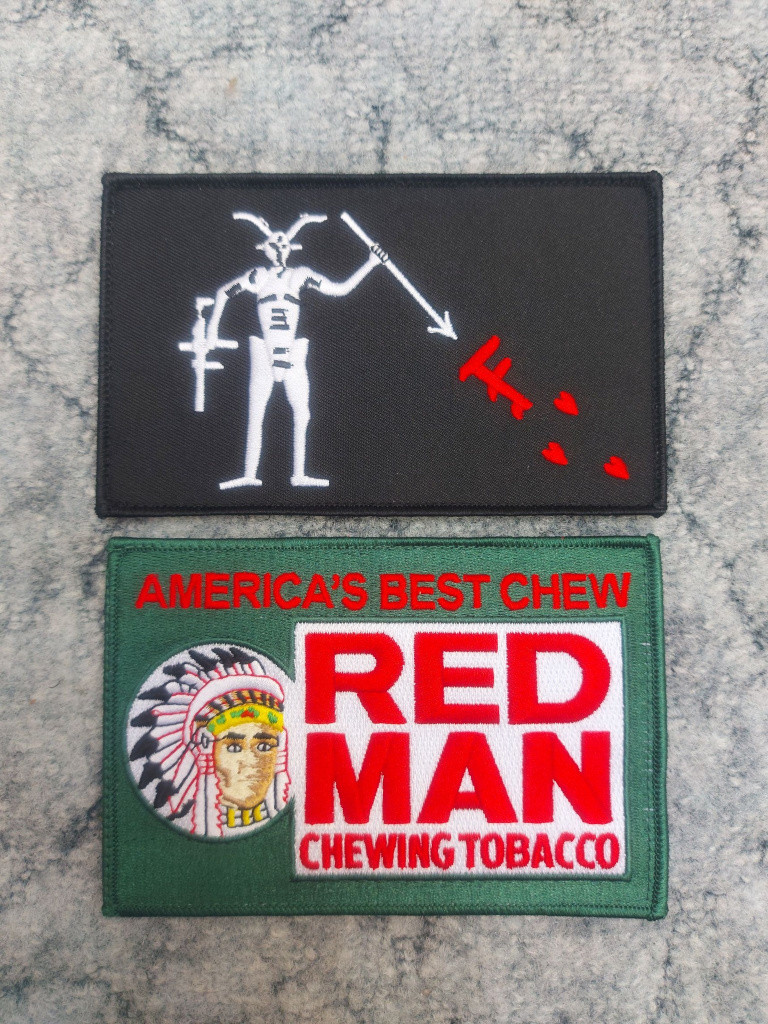 AMERICA'S BEST CHEW
RED
MAN
CHEWING TOBACCO